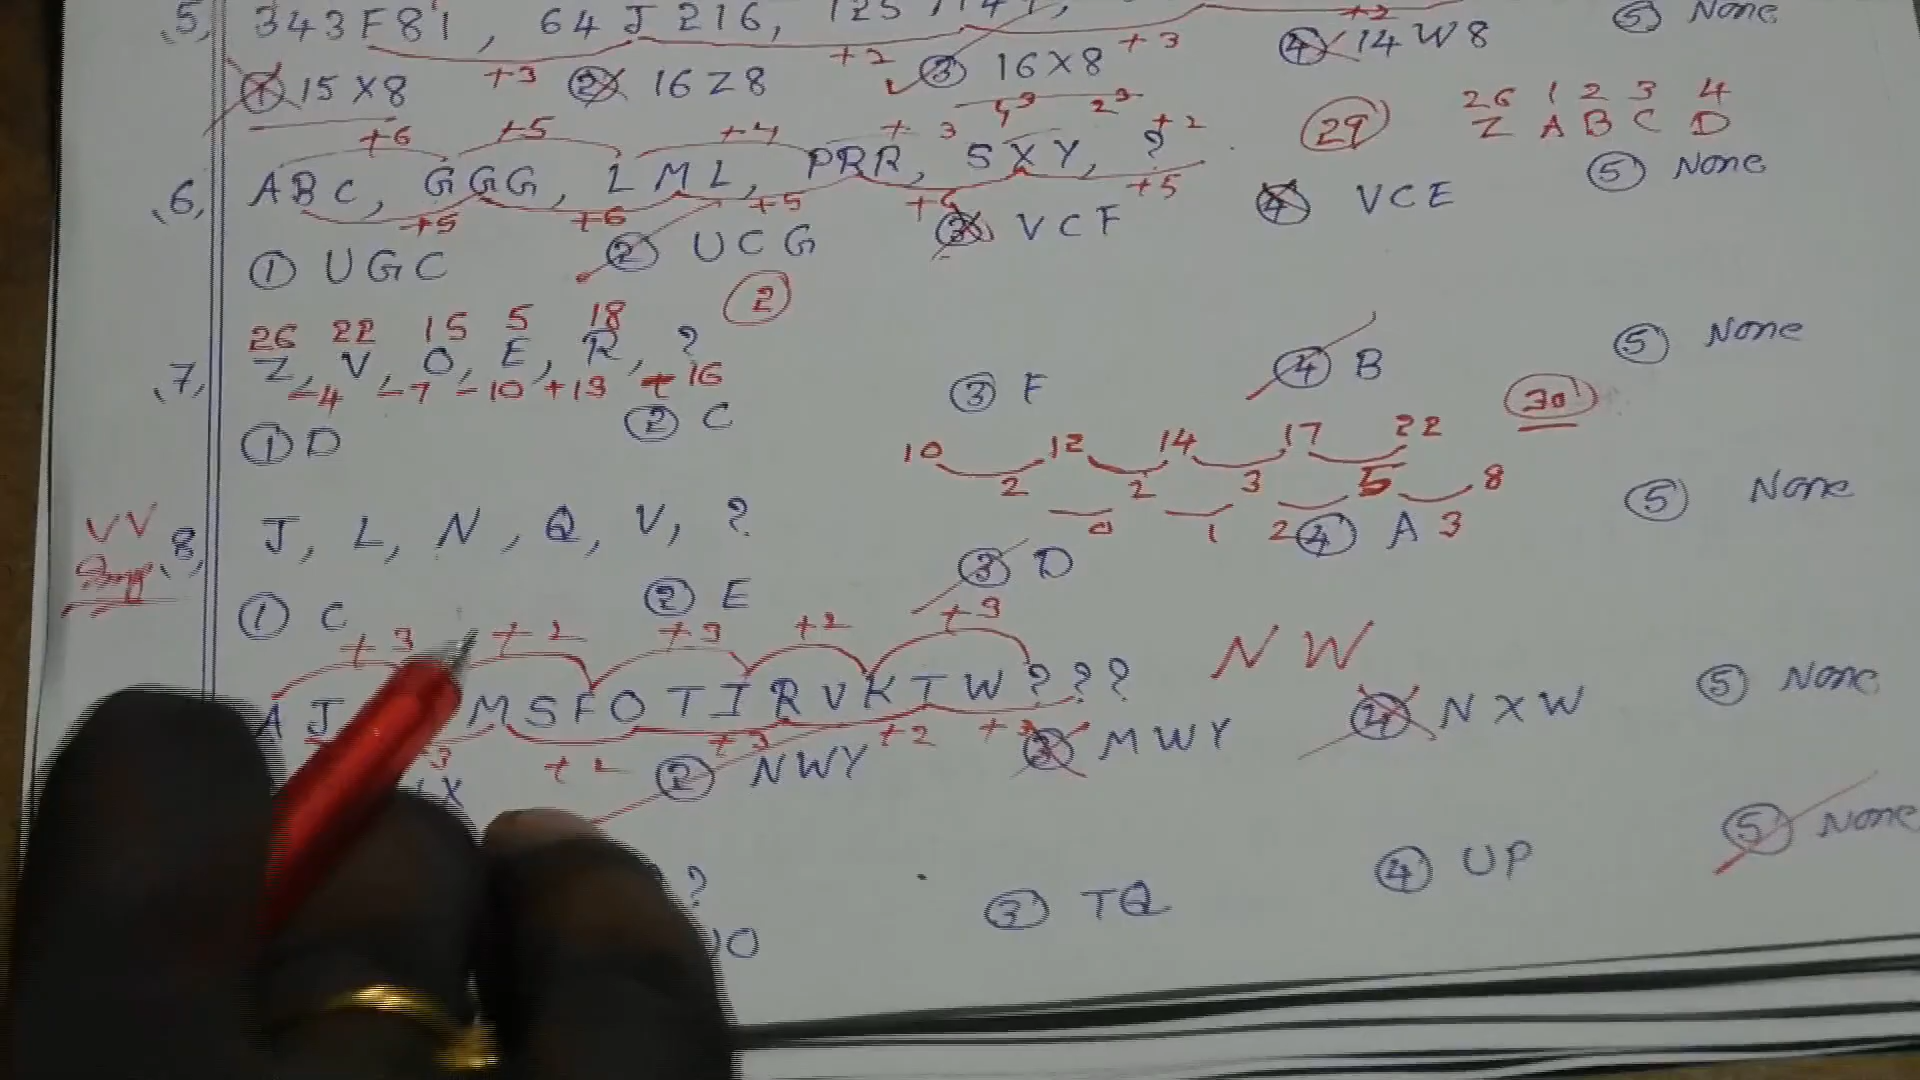 5, 343F81, 64J216,
+3 +2 +3 +2
① 15X8 ② 16Z8 ③ 16X8 ④ 14W8 ⑤ None
29
26 1 2 3 4
Z A B C D
+6 +5 +4 +3 +2
6, ABC, GGG, LML, PRR, SXY, ?
+5 +6 +5 +5
① UGC ② UCG ③ VCF ④ VCE ⑤ None
2
26 22 15 5 18
7, Z, V, O, E, R, ?
-4 -7 -10 +13 +16
① D ② C ③ F ④ B ⑤ None
30
10 12 14 17 22
2 2 3 5 8
0 1 2 3
VV
8, J, L, N, Q, V, ?
① C ② E ③ D ④ A ⑤ None
+3 +2 +3 +2 +3
A J MSFOTIRVKTW???
NW
3 +2 +3 +2
X ② NWY ③ MWY ④ NXW ⑤ None
?
③ TQ ④ UP ⑤ None